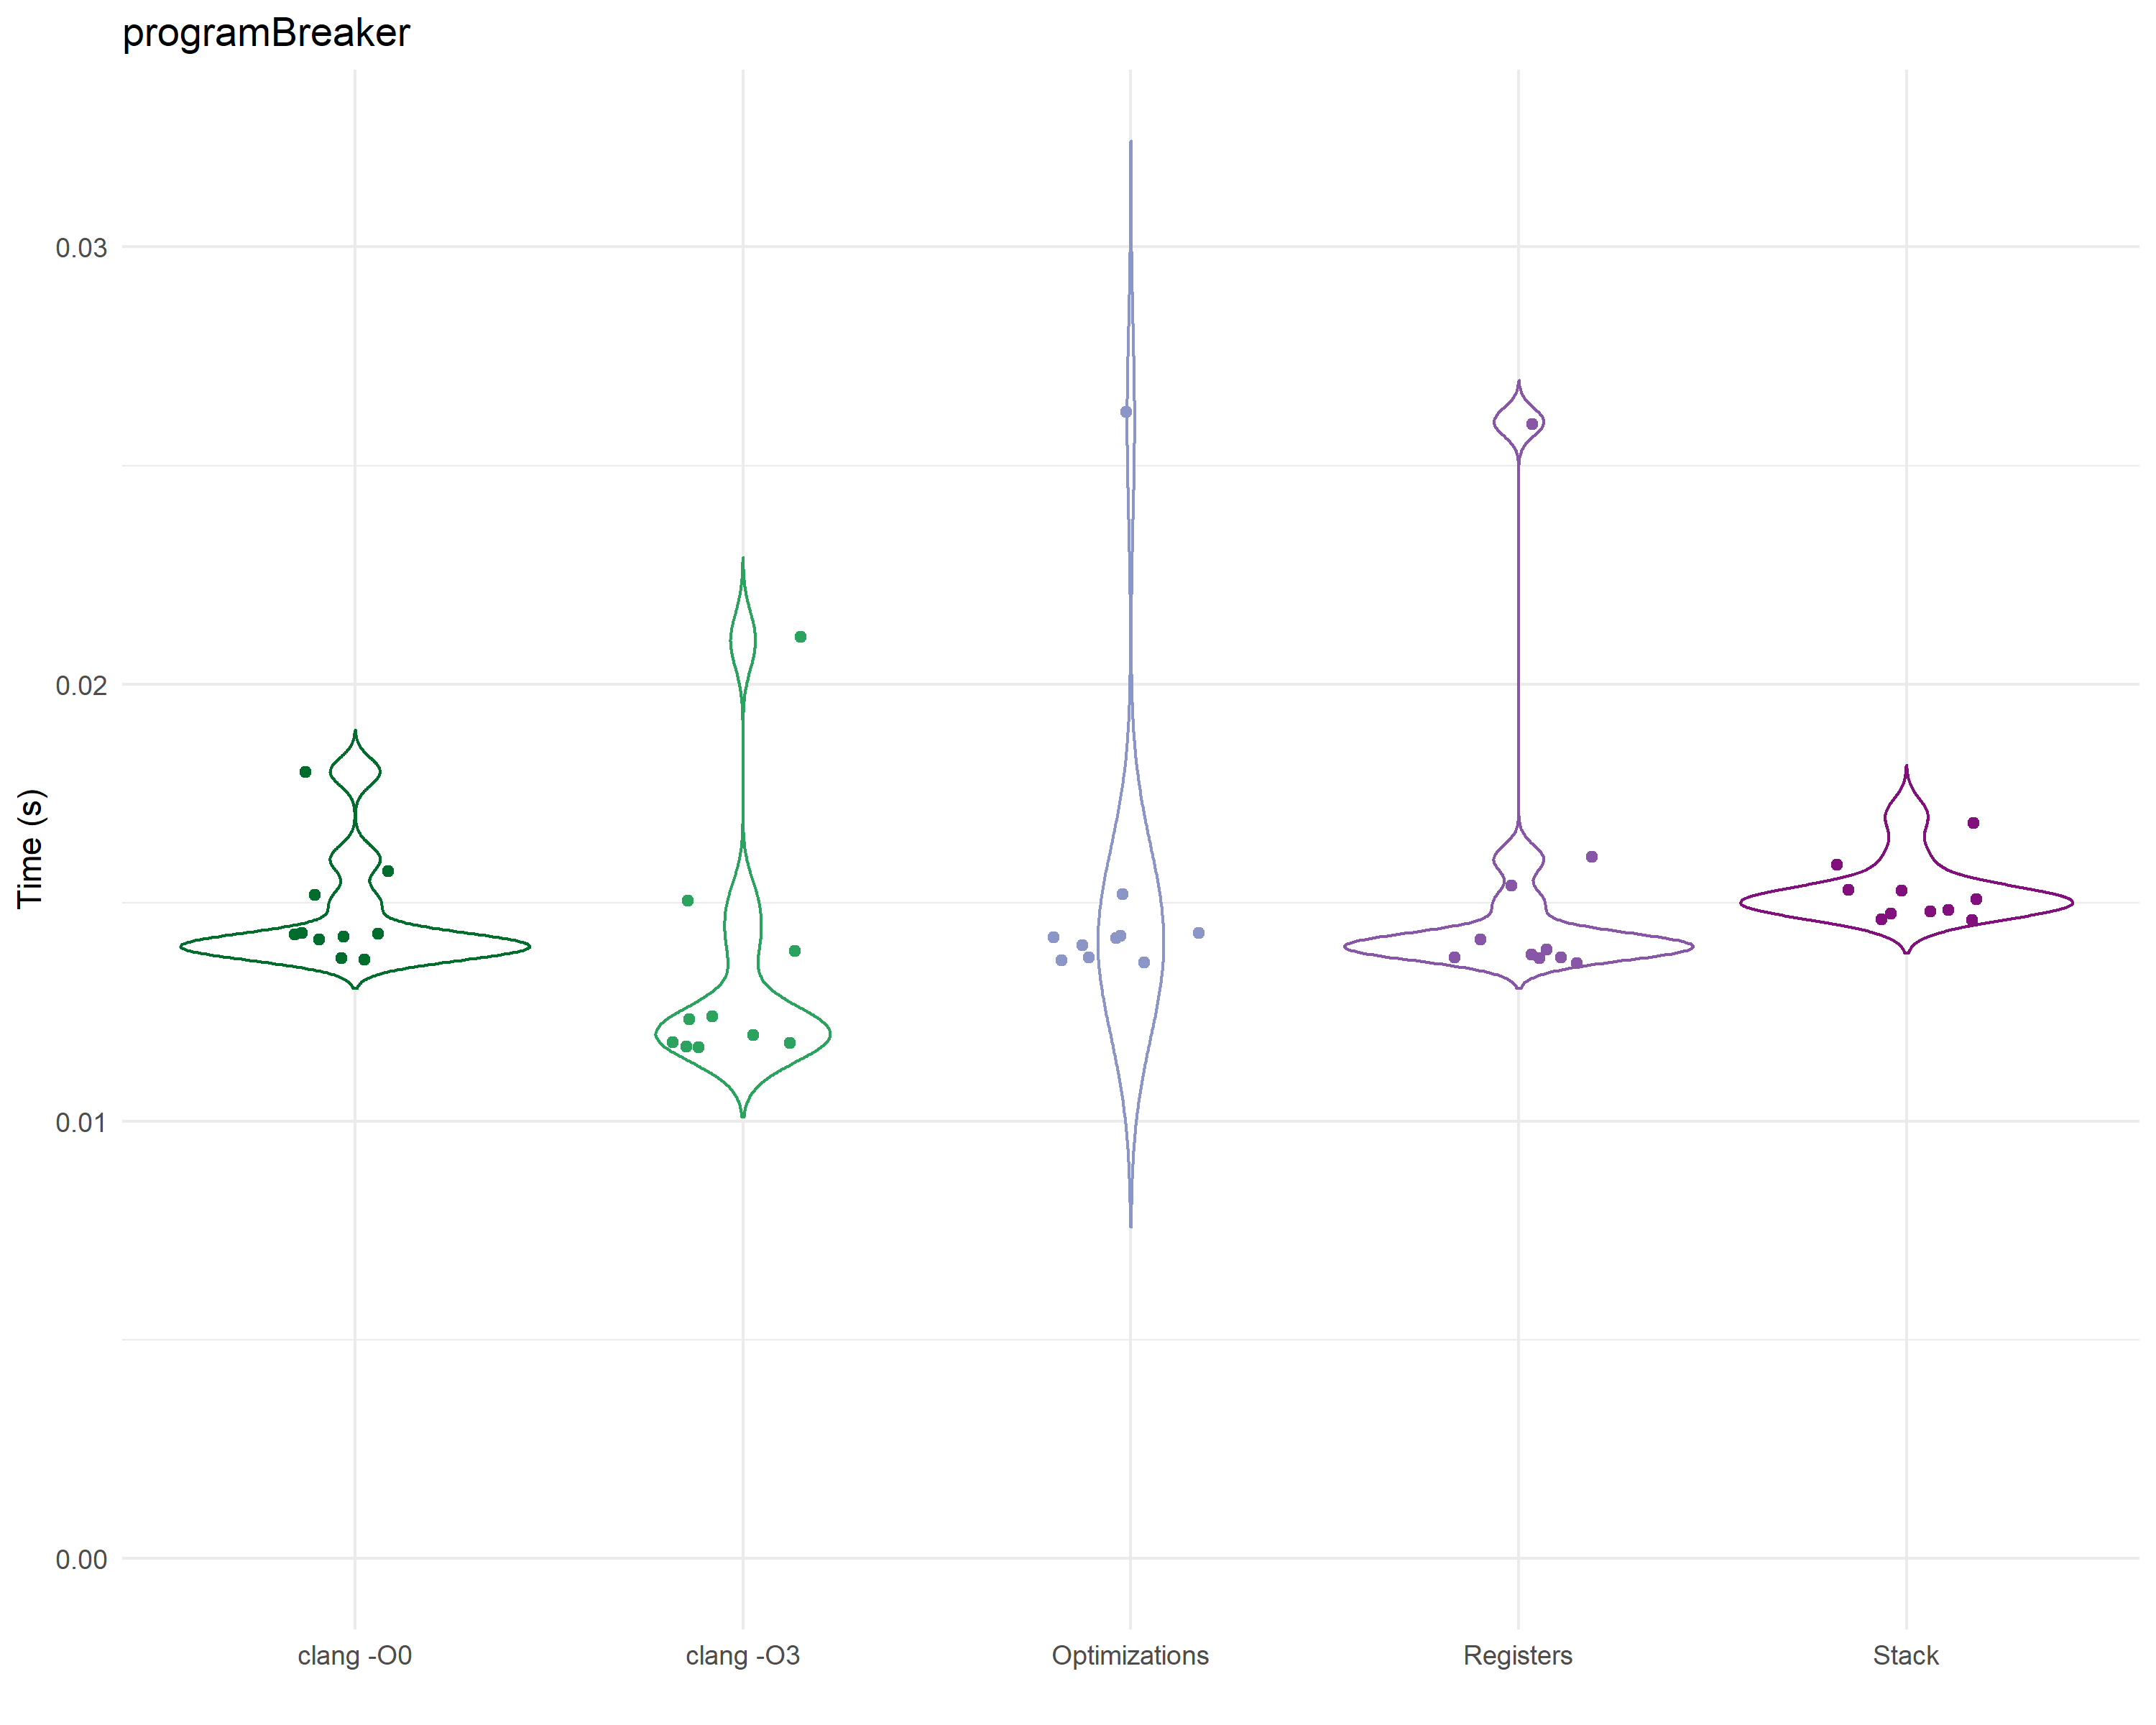 programBreaker
Time (s)
0.03
0.02
0.01
0.00
clang -O0
clang -O3
Optimizations
Registers
Stack